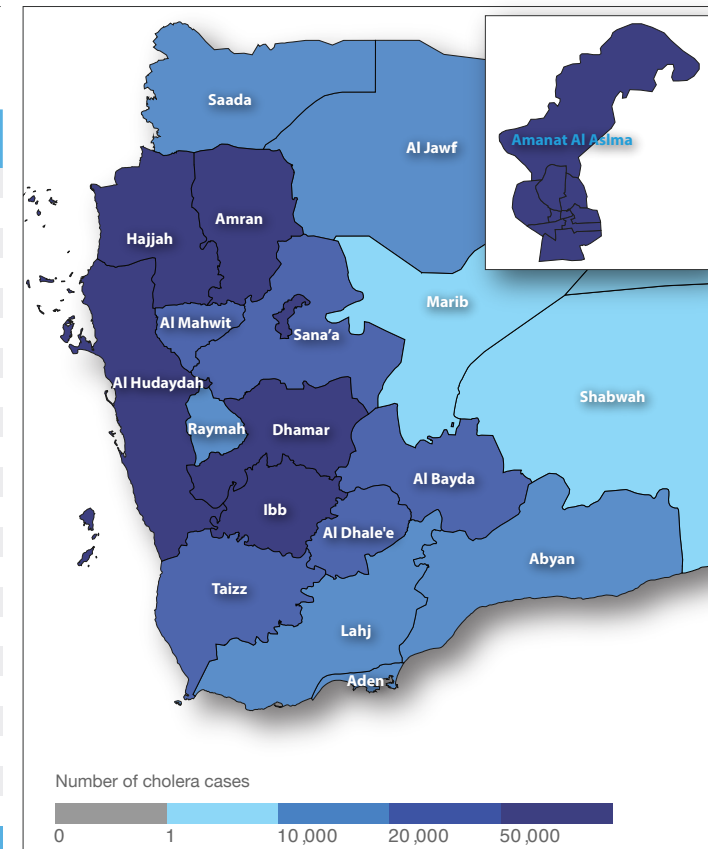 Saada
Al Jawf
Amanat Al Aslma
Amran
Hajjah
Marib
Al Mahwit
Sana’a
Al Hudaydah
Shabwah
Raymah
Dhamar
Al Bayda
Ibb
Al Dhale'e
Abyan
Taizz
Lahj
Aden
Number of cholera cases
0 1 10,000 20,000 50,000